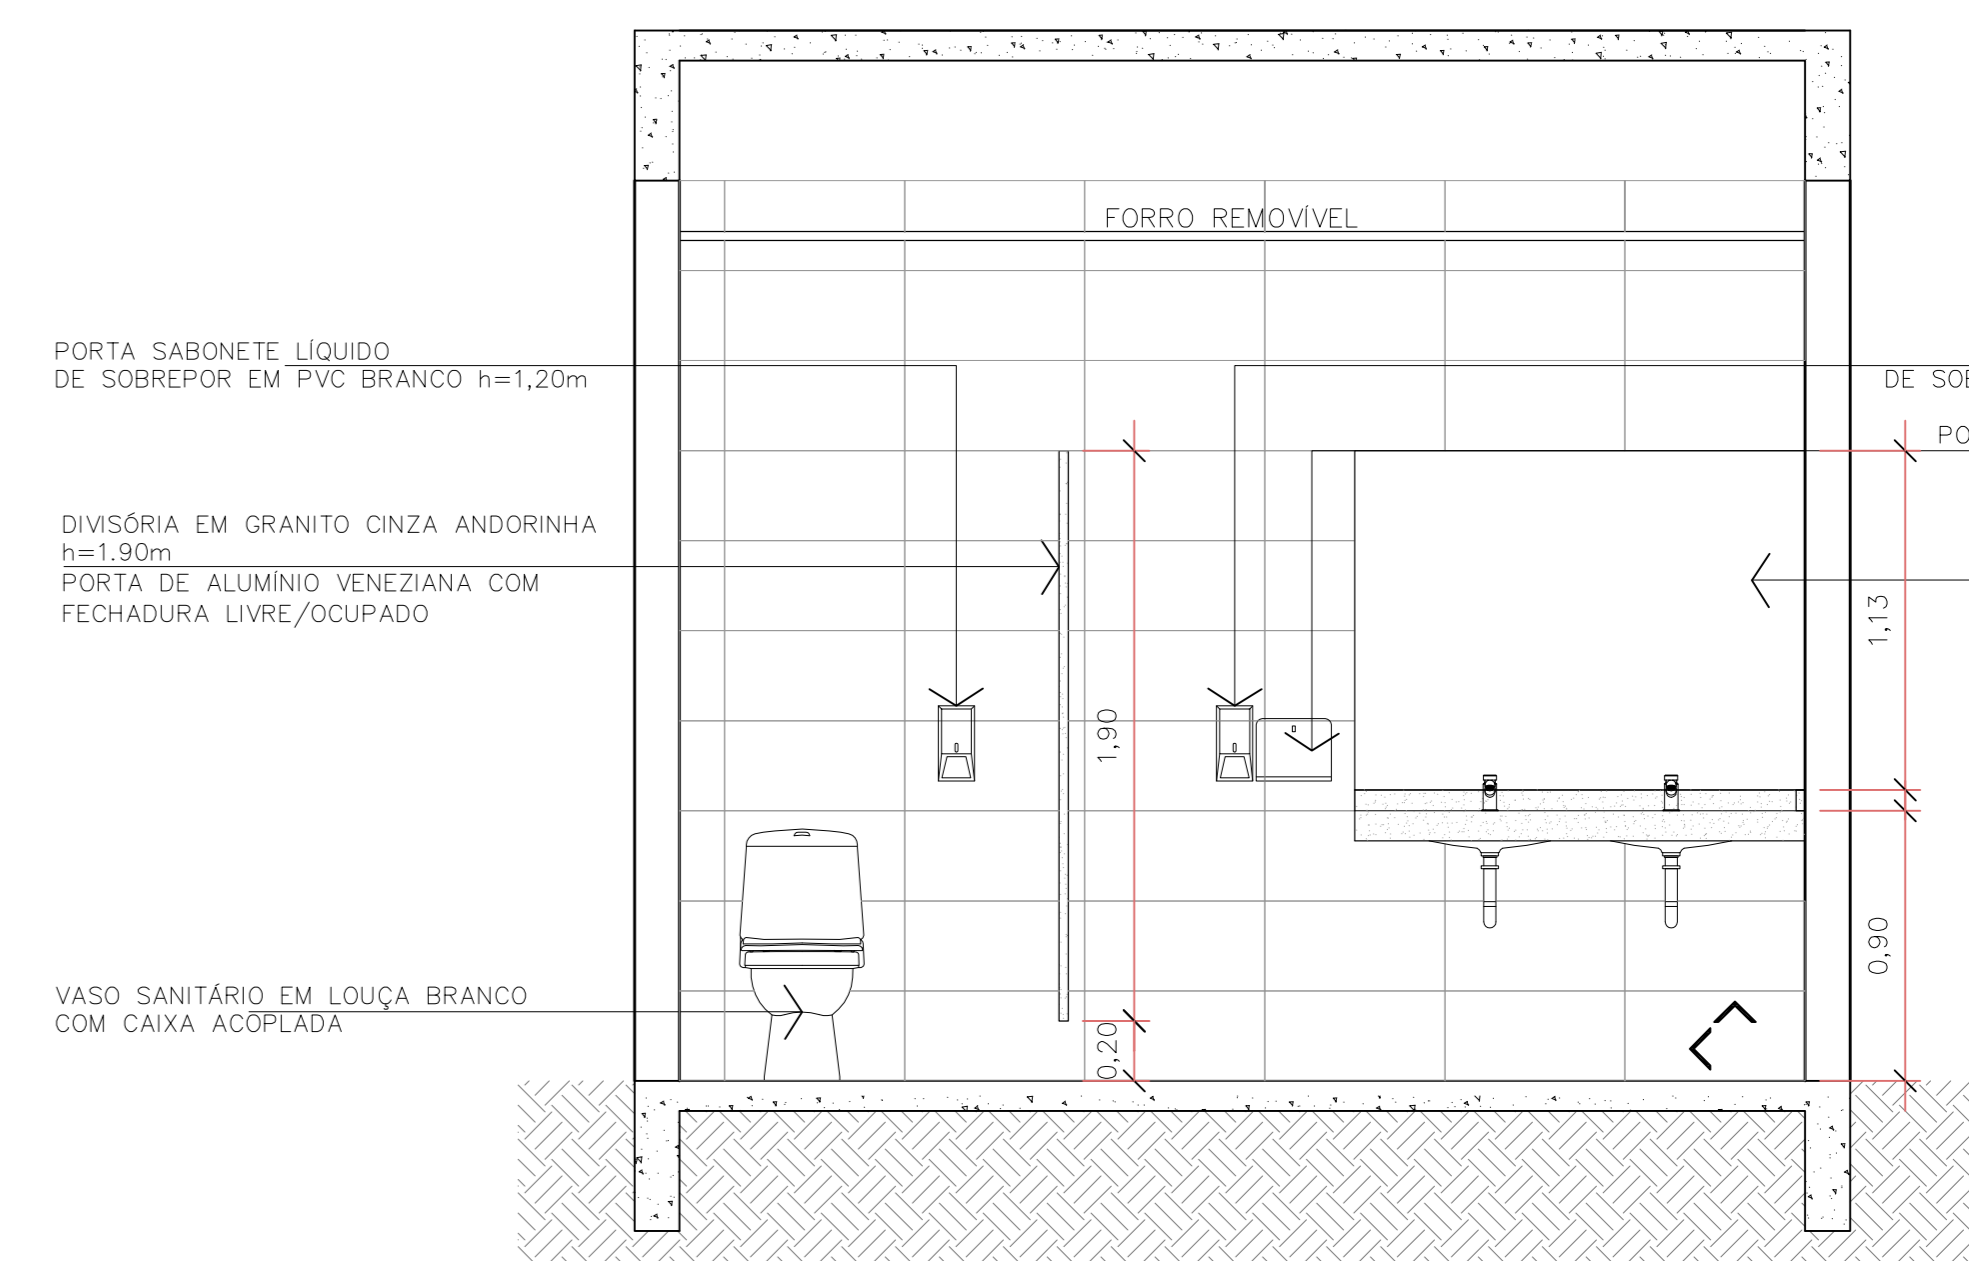 FORRO REMOVÍVEL
PORTA SABONETE LÍQUIDO
DE SOBREPOR EM PVC BRANCO h=1,20m
DE
DIVISÓRIA EM GRANITO CINZA ANDORINHA
h=1.90m
PORTA DE ALUMÍNIO VENEZIANA COM
FECHADURA LIVRE/OCUPADO
1,13
1,90
0,90
VASO SANITÁRIO EM LOUÇA BRANCO
COM CAIXA ACOPLADA
0,20